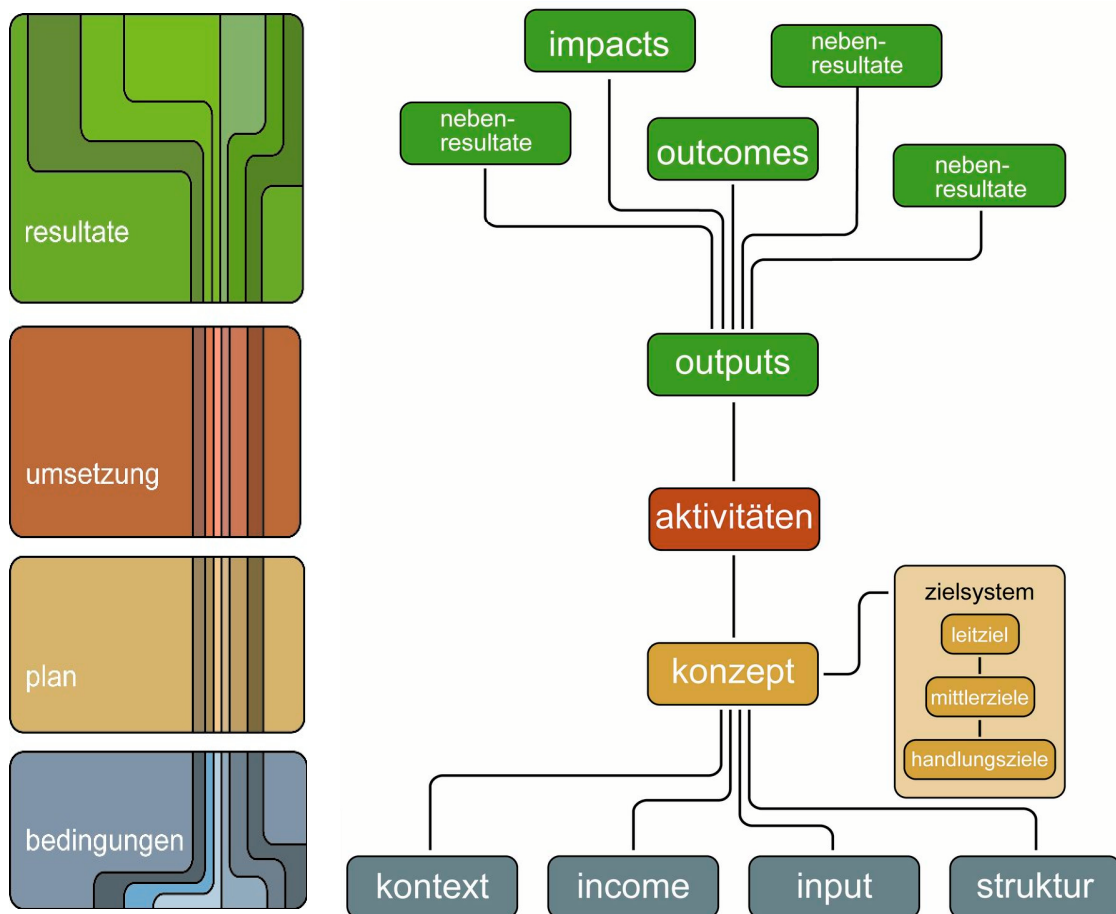 resultate
umsetzung
plan
bedingungen
impacts
neben-
resultate
neben-
resultate
outcomes
neben-
resultate
outputs
aktivitäten
konzept
zielsystem
leitziel
mittlerziele
handlungsziele
kontext
income
input
struktur